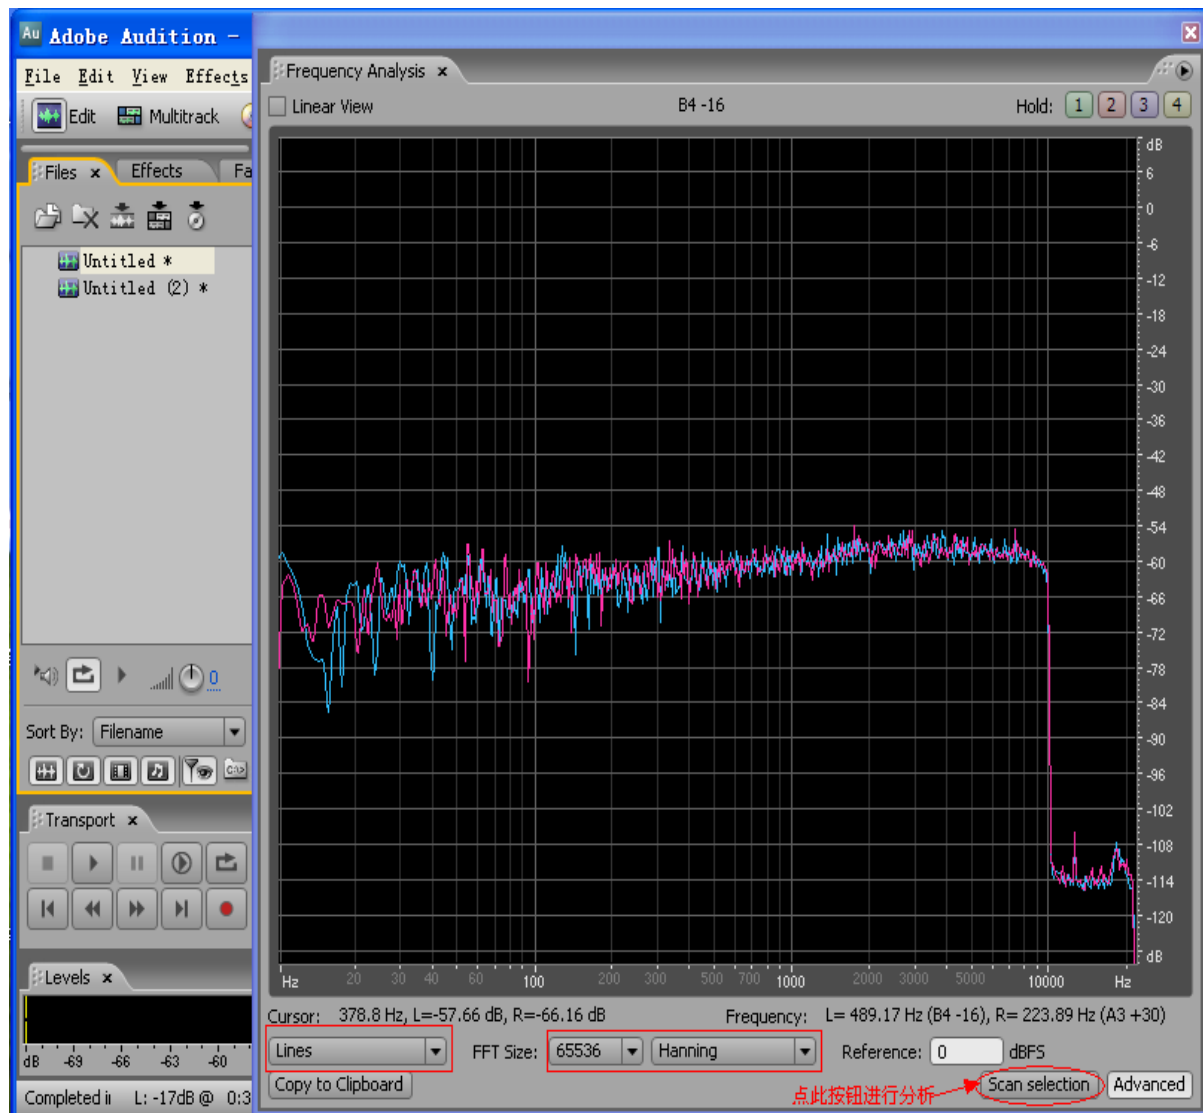 Adobe Audition -
File Edit View Effects
Edit Multitrack
Files x Effects Fa
Untitled *
Untitled (2) *
0
Sort By: Filename
Transport x
Levels x
dB -69 -66 -63 -60
Completed i L: -17dB @ 0:3
Frequency Analysis x
Linear View B4 -16 Hold: 1 2 3 4
dB
6
0
-6
-12
-18
-24
-30
-36
-42
-48
-54
-60
-66
-72
-78
-84
-90
-96
-102
-108
-114
-120
dB
Hz 20 30 40 60 100 200 300 500 700 1000 2000 3000 5000 10000 Hz
Cursor: 378.8 Hz, L=-57.66 dB, R=-66.16 dB Frequency: L= 489.17 Hz (B4 -16), R= 223.89 Hz (A3 +30)
Lines FFT Size: 65536 Hanning Reference: 0 dBFS
Copy to Clipboard 点此按钮进行分析 Scan selection Advanced